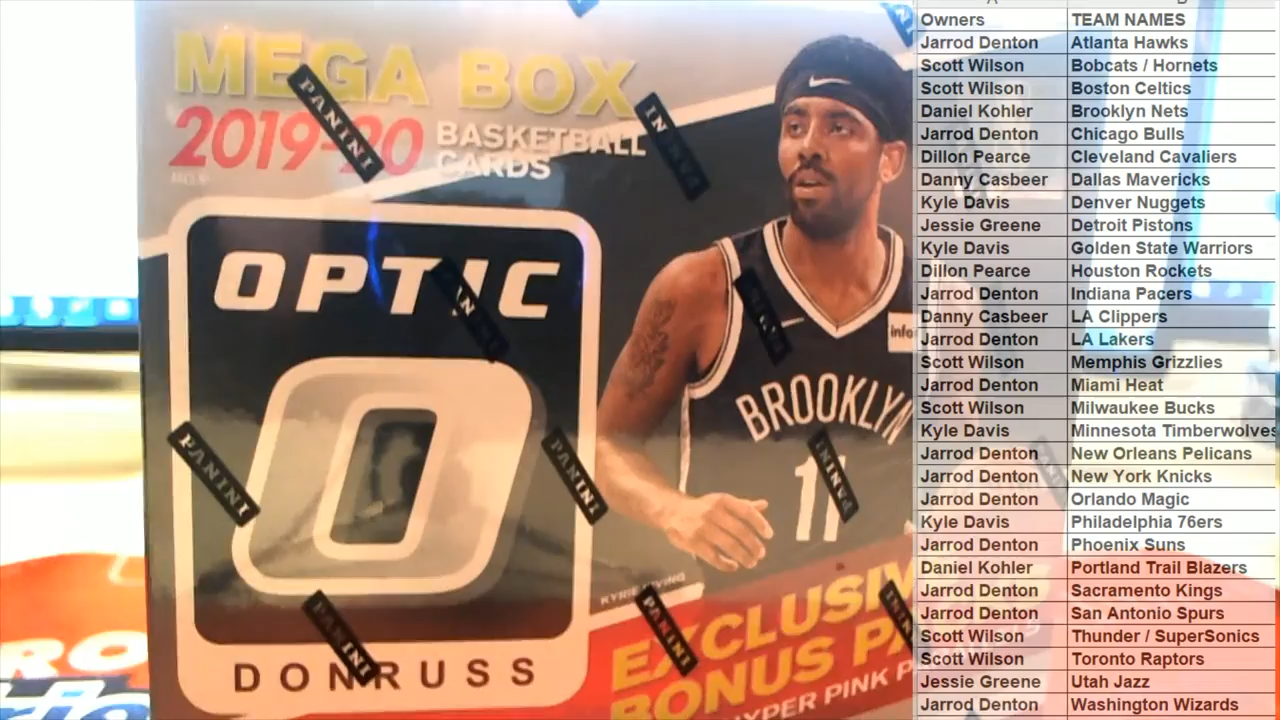 MEGA BOX
2019-20 BASKETBALL CARDS
PANINI
PANINI
OPTIC
PANINI
PANINI
PANINI
PANINI
PANINI
DONRUSS
BROOKLYN
11
info
KYRIE IRVING
EXCLUSIV
BONUS PA
HYPER PINK P
Owners TEAM NAMES
Jarrod Denton Atlanta Hawks
Scott Wilson Bobcats / Hornets
Scott Wilson Boston Celtics
Daniel Kohler Brooklyn Nets
Jarrod Denton Chicago Bulls
Dillon Pearce Cleveland Cavaliers
Danny Casbeer Dallas Mavericks
Kyle Davis Denver Nuggets
Jessie Greene Detroit Pistons
Kyle Davis Golden State Warriors
Dillon Pearce Houston Rockets
Jarrod Denton Indiana Pacers
Danny Casbeer LA Clippers
Jarrod Denton LA Lakers
Scott Wilson Memphis Grizzlies
Jarrod Denton Miami Heat
Scott Wilson Milwaukee Bucks
Kyle Davis Minnesota Timberwolves
Jarrod Denton New Orleans Pelicans
Jarrod Denton New York Knicks
Jarrod Denton Orlando Magic
Kyle Davis Philadelphia 76ers
Jarrod Denton Phoenix Suns
Daniel Kohler Portland Trail Blazers
Jarrod Denton Sacramento Kings
Jarrod Denton San Antonio Spurs
Scott Wilson Thunder / SuperSonics
Scott Wilson Toronto Raptors
Jessie Greene Utah Jazz
Jarrod Denton Washington Wizards